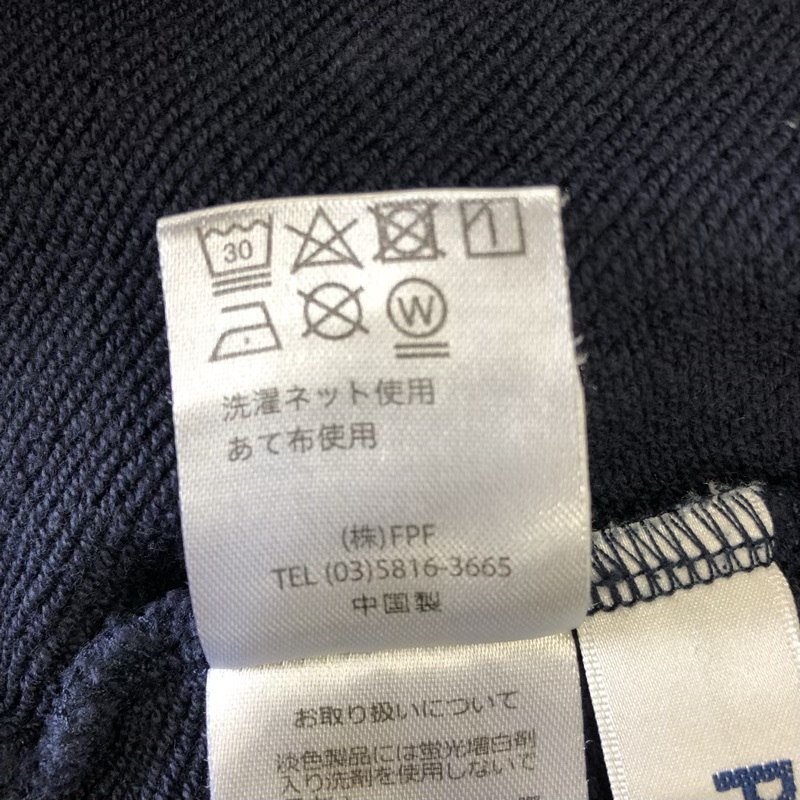 30
W
洗濯ネット使用
あて布使用
(株)FPF
TEL (03)5816-3665
中国製
お取り扱いについて
淡色製品には蛍光増白剤
入り洗剤を使用しないで